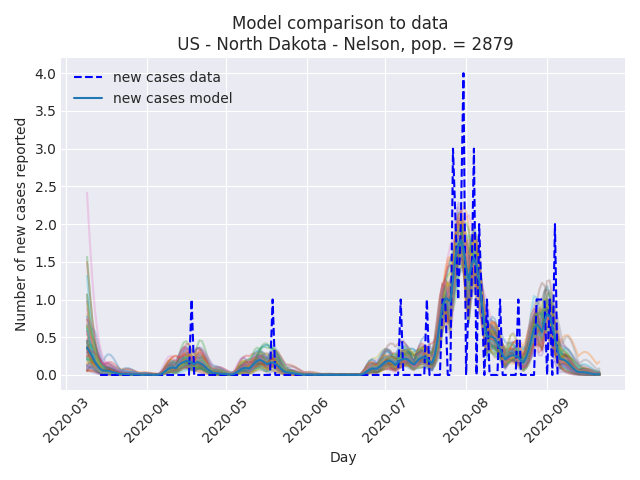 Model comparison to data
US - North Dakota - Nelson, pop. = 2879
new cases data
new cases model
Number of new cases reported
4.0
3.5
3.0
2.5
2.0
1.5
1.0
0.5
0.0
2020-03
2020-04
2020-05
2020-06
2020-07
2020-08
2020-09
Day